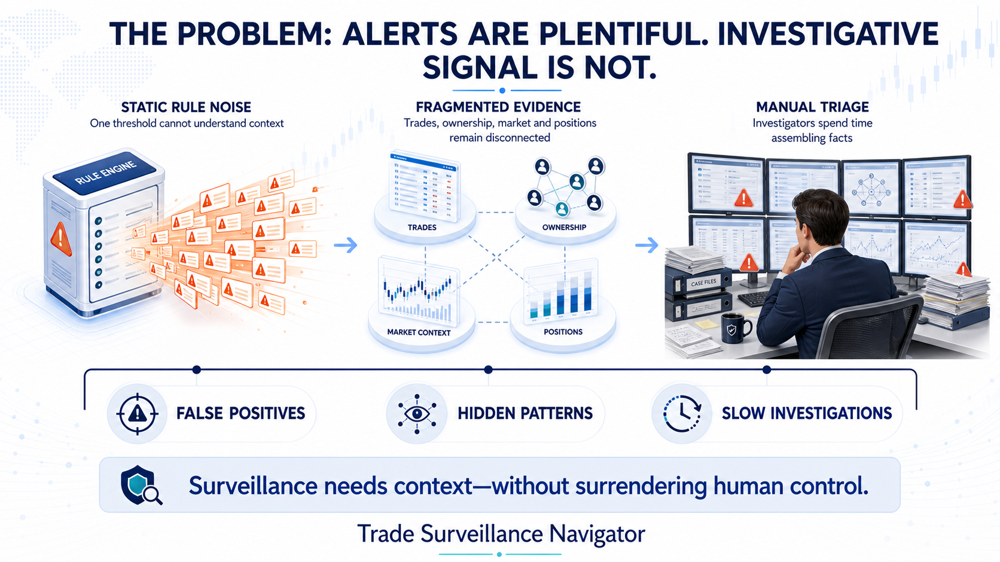 THE PROBLEM: ALERTS ARE PLENTIFUL. INVESTIGATIVE
SIGNAL IS NOT.
STATIC RULE NOISE
One threshold cannot understand context
FRAGMENTED EVIDENCE
Trades, ownership, market and positions
remain disconnected
MANUAL TRIAGE
Investigators spend time
assembling facts
RULE ENGINE
TRADES
OWNERSHIP
MARKET CONTEXT
POSITIONS
CASE FILES
FALSE POSITIVES
HIDDEN PATTERNS
SLOW INVESTIGATIONS
Surveillance needs context—without surrendering human control.
Trade Surveillance Navigator